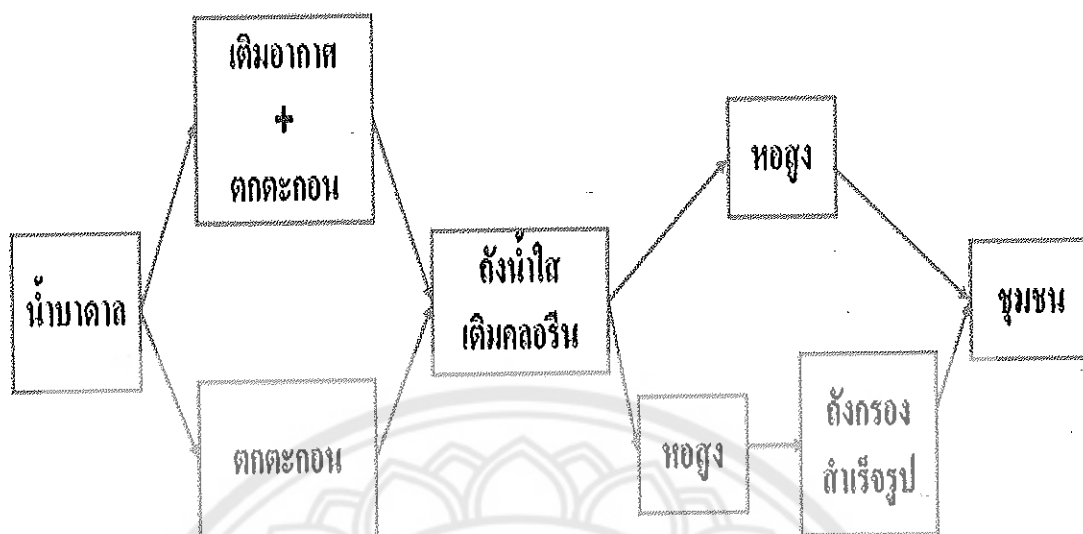 เติมอากาศ
+
ตกตะกอน
น้ำบาดาล
ตกตะกอน
ถังน้ำใส
เติมคลอรีน
หอสูง
หอสูง
ถังกรอง
สำเร็จรูป
ชุมชน